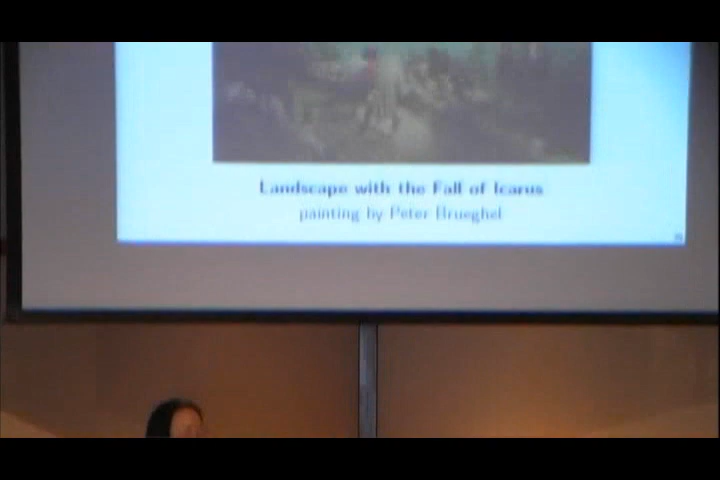 Landscape with the Fall of Icarus
painting by Peter Brueghel